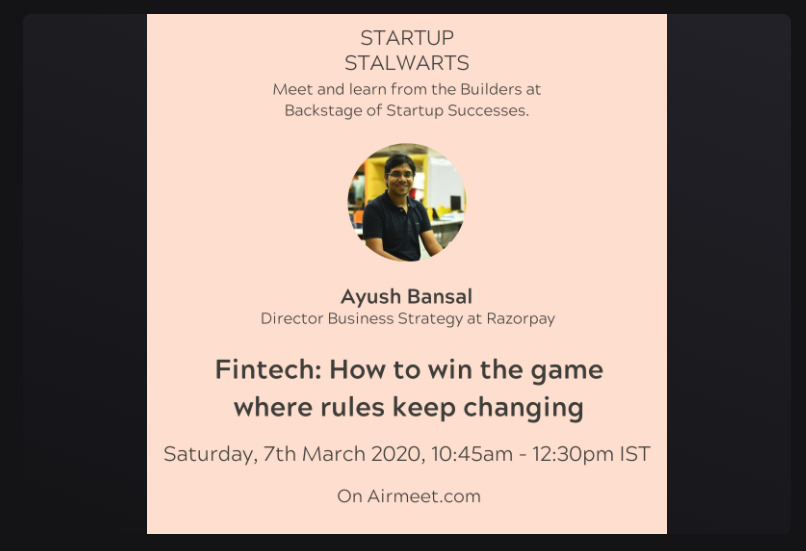 STARTUP
STALWARTS
Meet and learn from the Builders at
Backstage of Startup Successes.
Ayush Bansal
Director Business Strategy at Razorpay
Fintech: How to win the game
where rules keep changing
Saturday, 7th March 2020, 10:45am - 12:30pm IST
On Airmeet.com